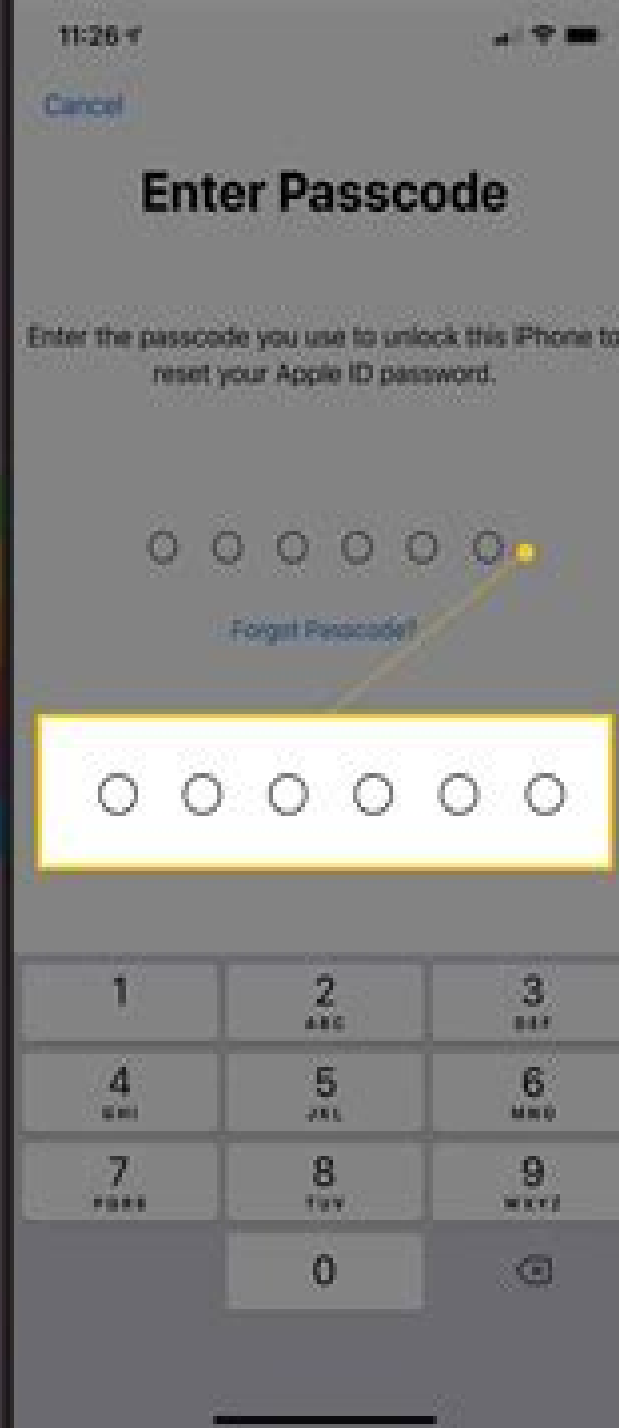 11:26
Cancel
Enter Passcode
Enter the passcode you use to unlock this iPhone to
reset your Apple ID password.
Forgot Passcode?
1
2
ABC
3
DEF
4
GHI
5
JKL
6
MNO
7
PQRS
8
TUV
9
WXYZ
0